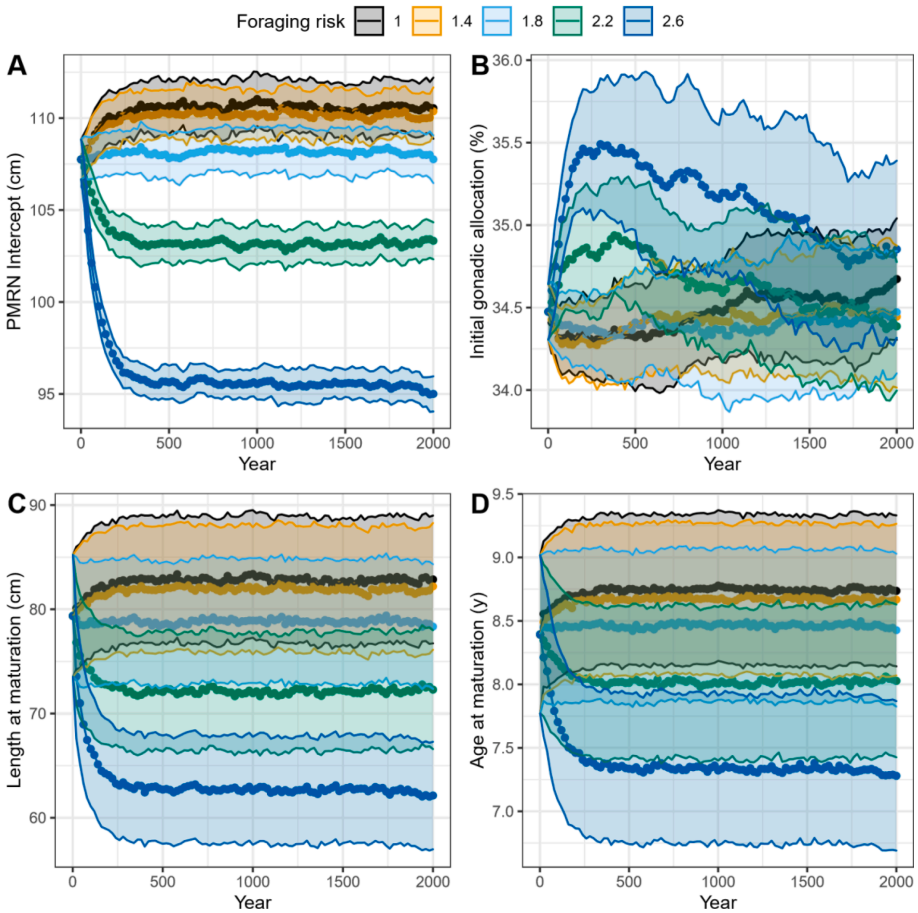 Foraging risk 1 1.4 1.8 2.2 2.6
A
PMRN Intercept (cm)
110
105
100
95
0 500 1000 1500 2000
Year
B
Initial gonadic allocation (%)
36.0
35.5
35.0
34.5
34.0
0 500 1000 1500 2000
Year
C
Length at maturation (cm)
90
80
70
60
0 500 1000 1500 2000
Year
D
Age at maturation (y)
9.5
9.0
8.5
8.0
7.5
7.0
0 500 1000 1500 2000
Year